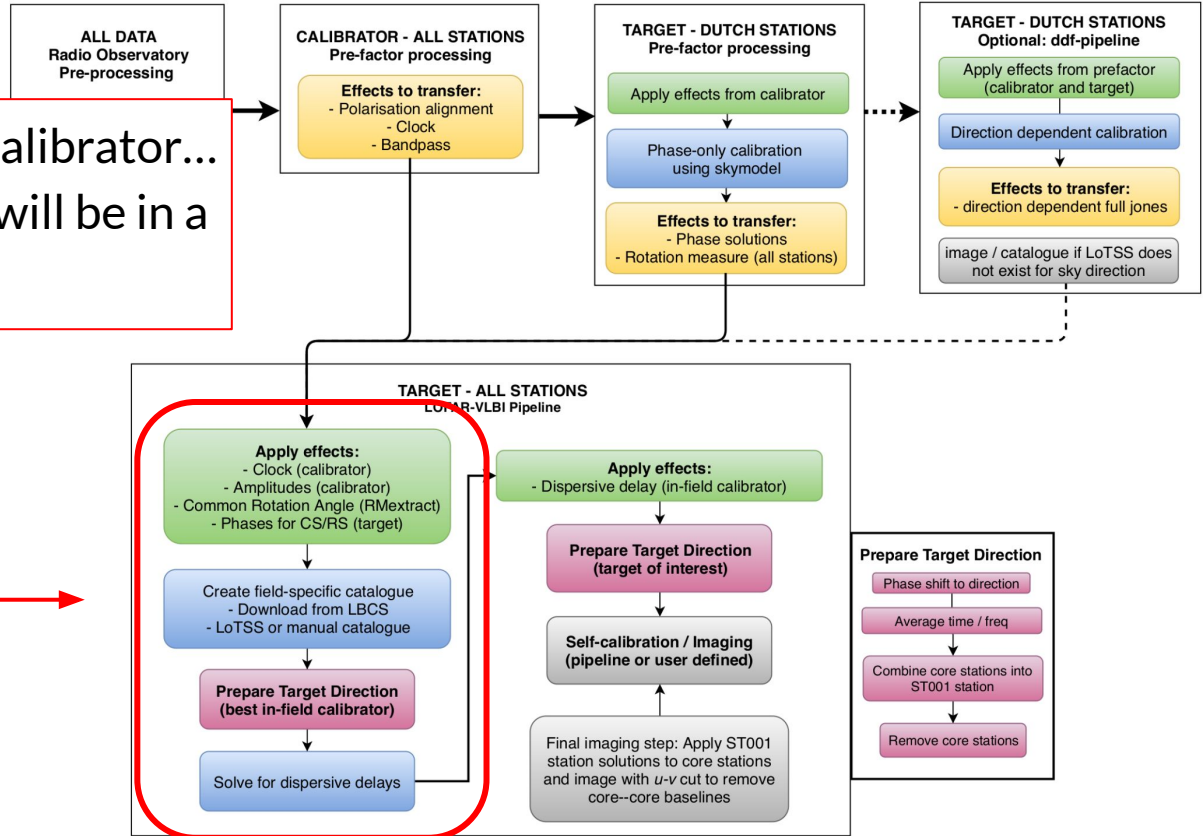 ALL DATA
Radio Observatory
Pre-processing
alibrator...
will be in a
CALIBRATOR - ALL STATIONS
Pre-factor processing
Effects to transfer:
- Polarisation alignment
- Clock
- Bandpass
TARGET - DUTCH STATIONS
Pre-factor processing
Apply effects from calibrator
Phase-only calibration
using skymodel
Effects to transfer:
- Phase solutions
- Rotation measure (all stations)
TARGET - DUTCH STATIONS
Optional: ddf-pipeline
Apply effects from prefactor
(calibrator and target)
Direction dependent calibration
Effects to transfer:
- direction dependent full jones
image / catalogue if LoTSS does
not exist for sky direction
TARGET - ALL STATIONS
LOFAR-VLBI Pipeline
Apply effects:
- Clock (calibrator)
- Amplitudes (calibrator)
- Common Rotation Angle (RMextract)
- Phases for CS/RS (target)
Create field-specific catalogue
- Download from LBCS
- LoTSS or manual catalogue
Prepare Target Direction
(best in-field calibrator)
Solve for dispersive delays
Apply effects:
- Dispersive delay (in-field calibrator)
Prepare Target Direction
(target of interest)
Self-calibration / Imaging
(pipeline or user defined)
Final imaging step: Apply ST001
station solutions to core stations
and image with u-v cut to remove
core--core baselines
Prepare Target Direction
Phase shift to direction
Average time / freq
Combine core stations into
ST001 station
Remove core stations